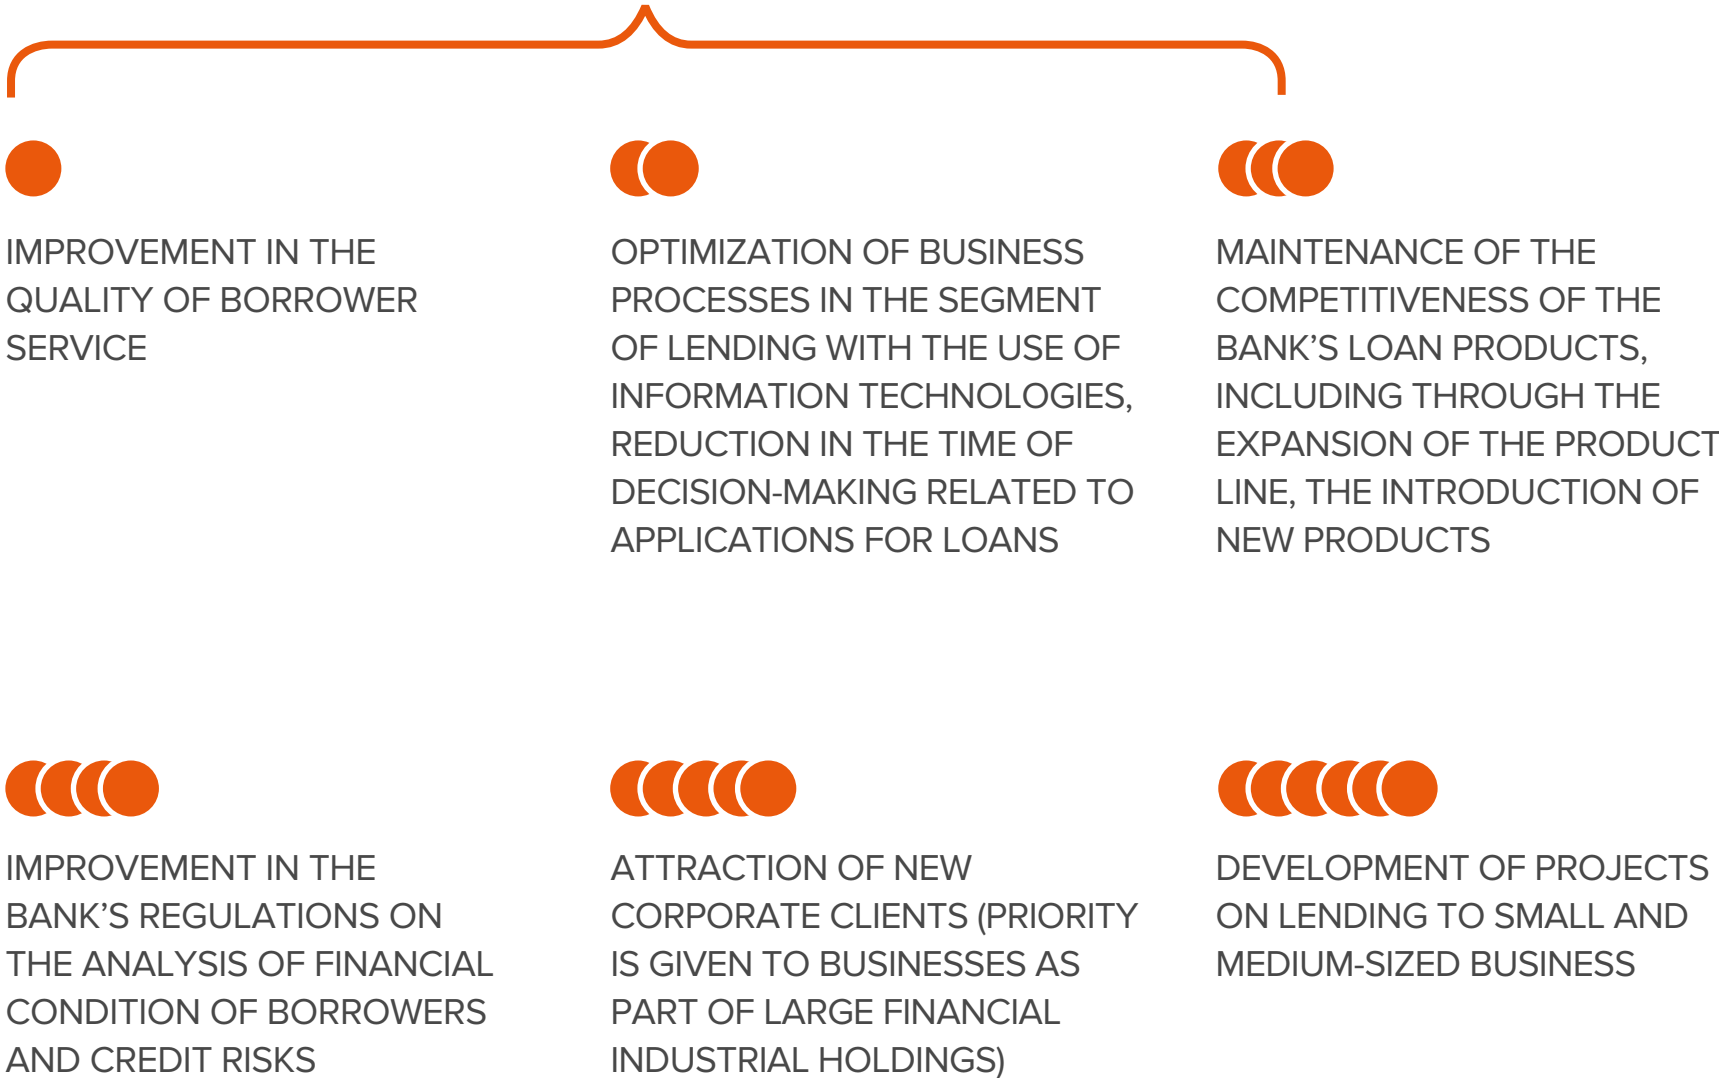 IMPROVEMENT IN THE
QUALITY OF BORROWER
SERVICE
OPTIMIZATION OF BUSINESS
PROCESSES IN THE SEGMENT
OF LENDING WITH THE USE OF
INFORMATION TECHNOLOGIES,
REDUCTION IN THE TIME OF
DECISION-MAKING RELATED TO
APPLICATIONS FOR LOANS
MAINTENANCE OF THE
COMPETITIVENESS OF THE
BANK’S LOAN PRODUCTS,
INCLUDING THROUGH THE
EXPANSION OF THE PRODUCT
LINE, THE INTRODUCTION OF
NEW PRODUCTS
IMPROVEMENT IN THE
BANK’S REGULATIONS ON
THE ANALYSIS OF FINANCIAL
CONDITION OF BORROWERS
AND CREDIT RISKS
ATTRACTION OF NEW
CORPORATE CLIENTS (PRIORITY
IS GIVEN TO BUSINESSES AS
PART OF LARGE FINANCIAL
INDUSTRIAL HOLDINGS)
DEVELOPMENT OF PROJECTS
ON LENDING TO SMALL AND
MEDIUM-SIZED BUSINESS